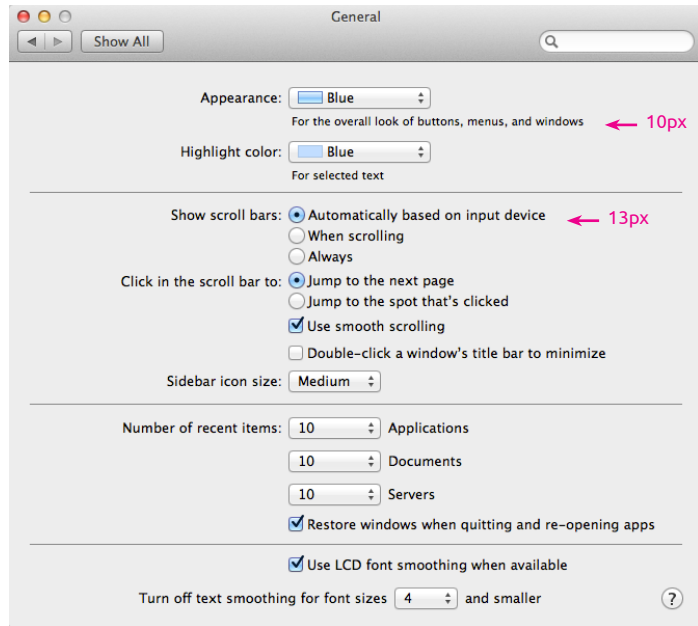 General
Show All
Appearance: Blue
For the overall look of buttons, menus, and windows 10px
Highlight color: Blue
For selected text
Show scroll bars: Automatically based on input device 13px
When scrolling
Always
Click in the scroll bar to: Jump to the next page
Jump to the spot that's clicked
Use smooth scrolling
Double-click a window's title bar to minimize
Sidebar icon size: Medium
Number of recent items: 10 Applications
10 Documents
10 Servers
Restore windows when quitting and re-opening apps
Use LCD font smoothing when available
Turn off text smoothing for font sizes 4 and smaller ?